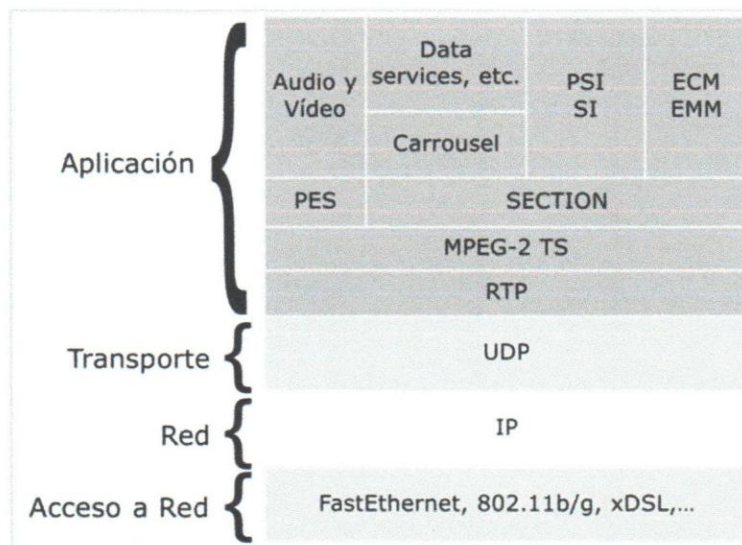 Aplicación
Audio y
Vídeo
Data
services, etc.
Carrousel
PSI
SI
ECM
EMM
PES
SECTION
MPEG-2 TS
RTP
Transporte
UDP
Red
IP
Acceso a Red
FastEthernet, 802.11b/g, xDSL,...